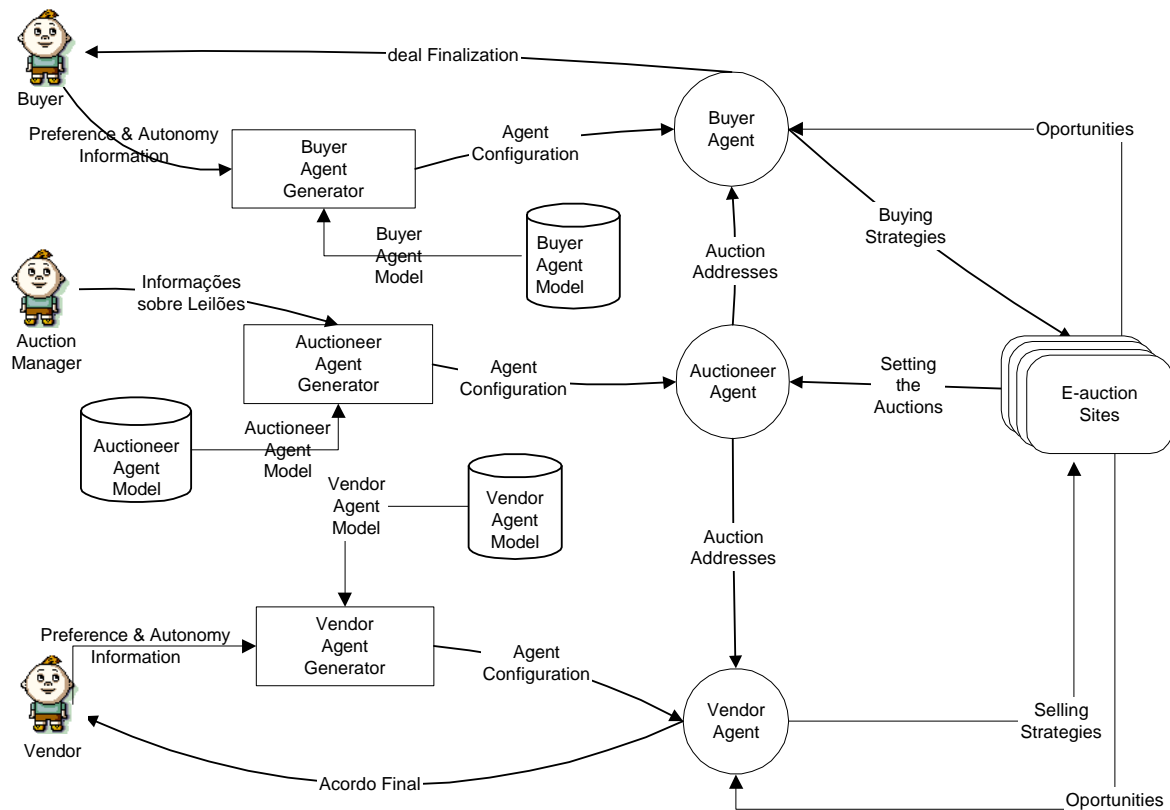 deal Finalization
Buyer
Preference & Autonomy
Information
Buyer
Agent
Generator
Agent
Configuration
Buyer
Agent
Oportunities
Buyer
Agent
Model
Buyer
Agent
Model
Auction
Addresses
Buying
Strategies
Auction
Manager
Informações
sobre Leilões
Auctioneer
Agent
Generator
Agent
Configuration
Auctioneer
Agent
Setting
the
Auctions
E-auction
Sites
Auctioneer
Agent
Model
Auctioneer
Agent
Model
Vendor
Agent
Model
Vendor
Agent
Model
Auction
Addresses
Preference & Autonomy
Information
Vendor
Agent
Generator
Agent
Configuration
Vendor
Agent
Selling
Strategies
Vendor
Acordo Final
Oportunities